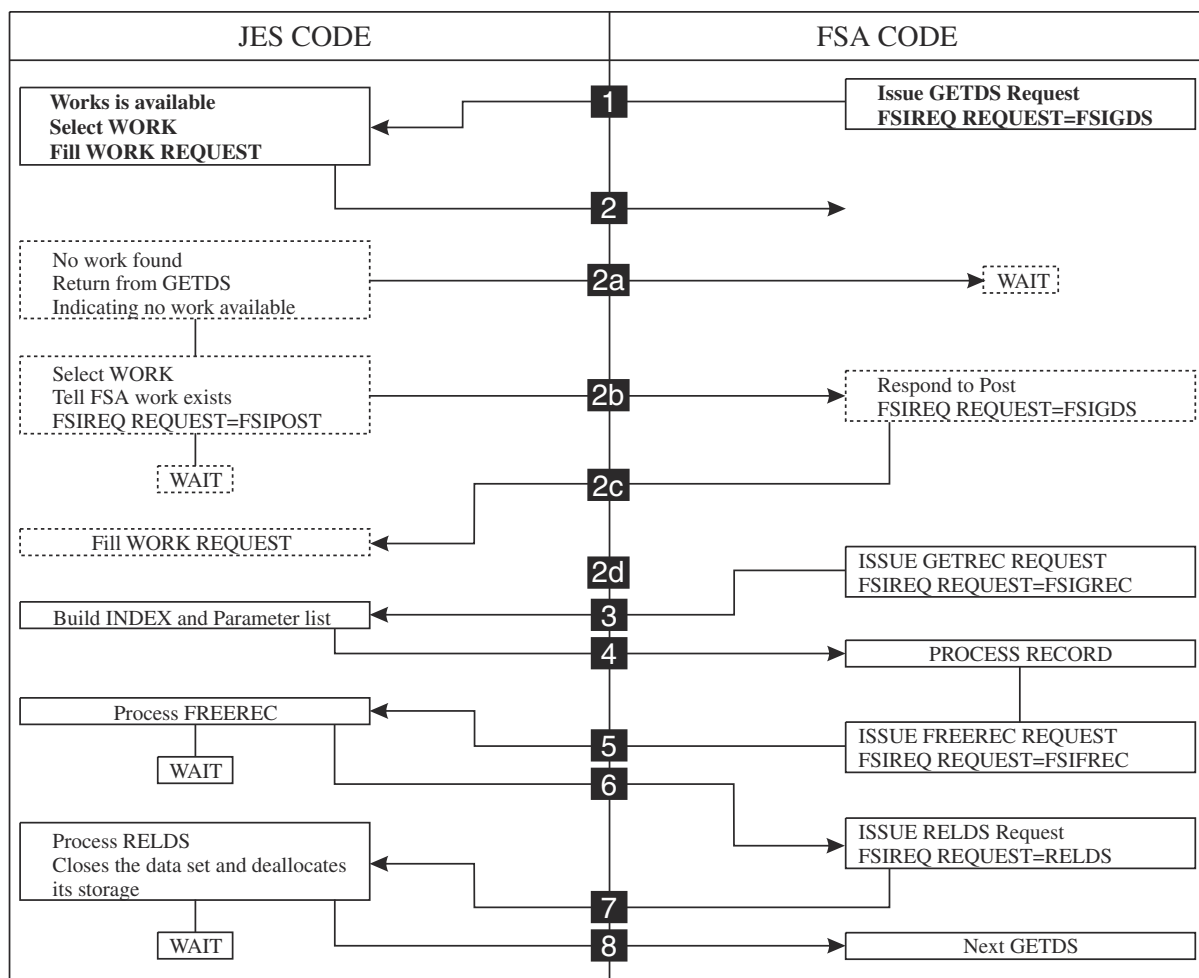 JES CODE
FSA CODE
Works is available
Select WORK
Fill WORK REQUEST
1
Issue GETDS Request
FSIREQ REQUEST=FSIGDS
2
No work found
Return from GETDS
Indicating no work available
2a
WAIT
Select WORK
Tell FSA work exists
FSIREQ REQUEST=FSIPOST
2b
Respond to Post
FSIREQ REQUEST=FSIGDS
WAIT
2c
Fill WORK REQUEST
2d
ISSUE GETREC REQUEST
FSIREQ REQUEST=FSIGREC
Build INDEX and Parameter list
3
4
PROCESS RECORD
Process FREEREC
5
ISSUE FREEREC REQUEST
FSIREQ REQUEST=FSIFREC
WAIT
6
Process RELDS
Closes the data set and deallocates
its storage
ISSUE RELDS Request
FSIREQ REQUEST=RELDS
7
WAIT
8
Next GETDS